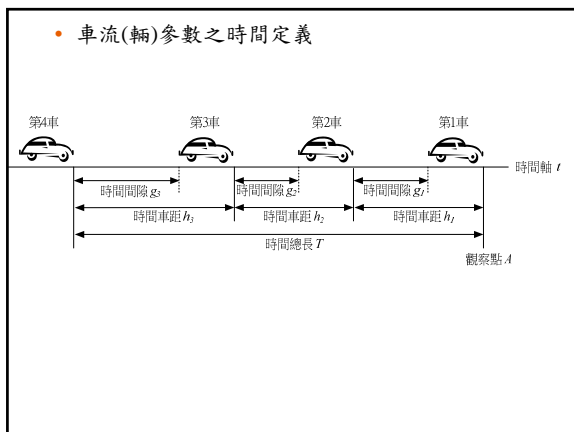 • 車流(輛)參數之時間定義
第4車 第3車 第2車 第1車
時間軸 t
時間間隙 g3 時間間隙 g2 時間間隙 g1
時間車距 h3 時間車距 h2 時間車距 h1
時間總長 T
觀察點 A